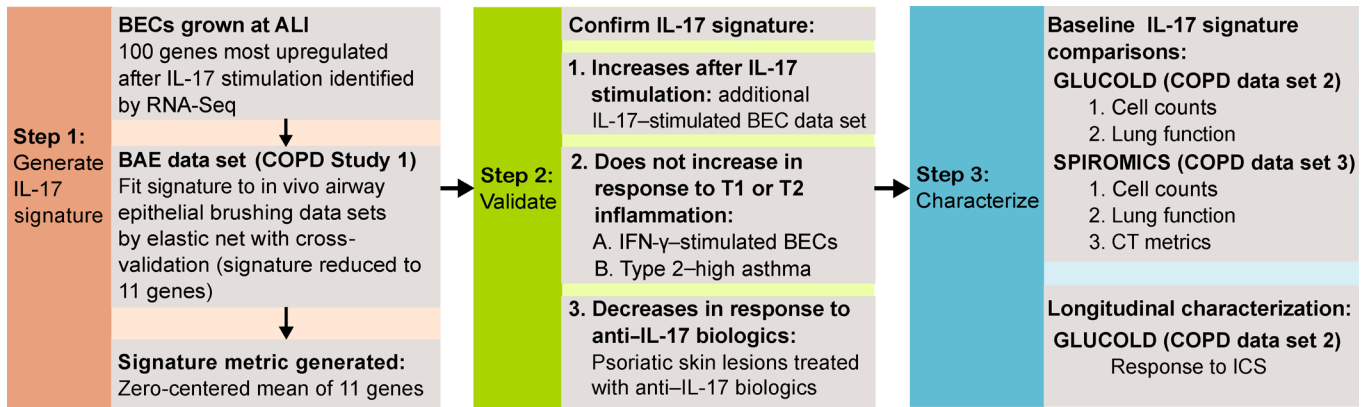 Step 1:
Generate
IL-17
signature
BECs grown at ALI
100 genes most upregulated
after IL-17 stimulation identified
by RNA-Seq
BAE data set (COPD Study 1)
Fit signature to in vivo airway
epithelial brushing data sets
by elastic net with cross-
validation (signature reduced to
11 genes)
Signature metric generated:
Zero-centered mean of 11 genes
Step 2:
Validate
Confirm IL-17 signature:
1. Increases after IL-17
stimulation: additional
IL-17–stimulated BEC data set
2. Does not increase in
response to T1 or T2
inflammation:
A. IFN-γ–stimulated BECs
B. Type 2–high asthma
3. Decreases in response to
anti–IL-17 biologics:
Psoriatic skin lesions treated
with anti–IL-17 biologics
Step 3:
Characterize
Baseline IL-17 signature
comparisons:
GLUCOLD (COPD data set 2)
1. Cell counts
2. Lung function
SPIROMICS (COPD data set 3)
1. Cell counts
2. Lung function
3. CT metrics
Longitudinal characterization:
GLUCOLD (COPD data set 2)
Response to ICS